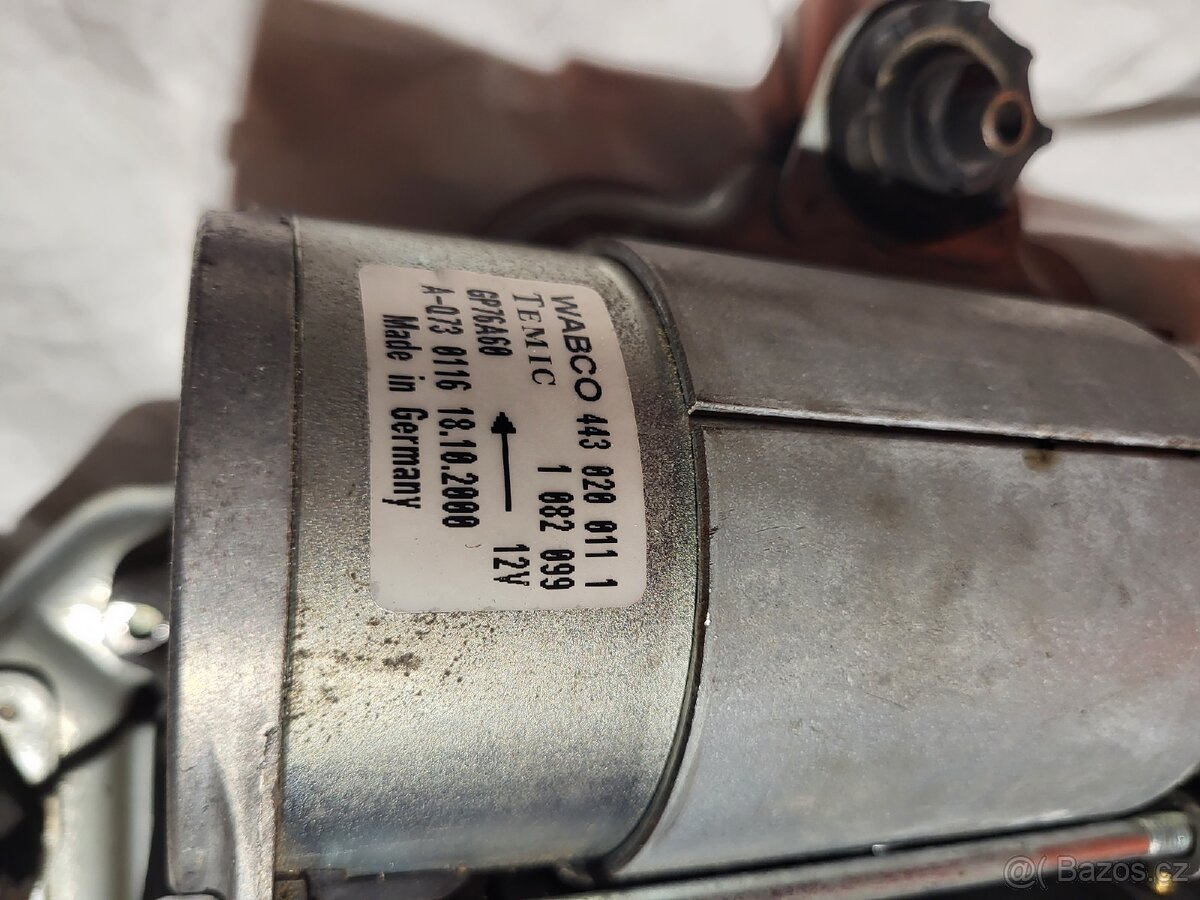 WABCO 443 020 011 1
TEMIC 1 082 099
GP76A60 12V
A-073 0116 18.10.2000
Made in Germany
@( Bazos.cz